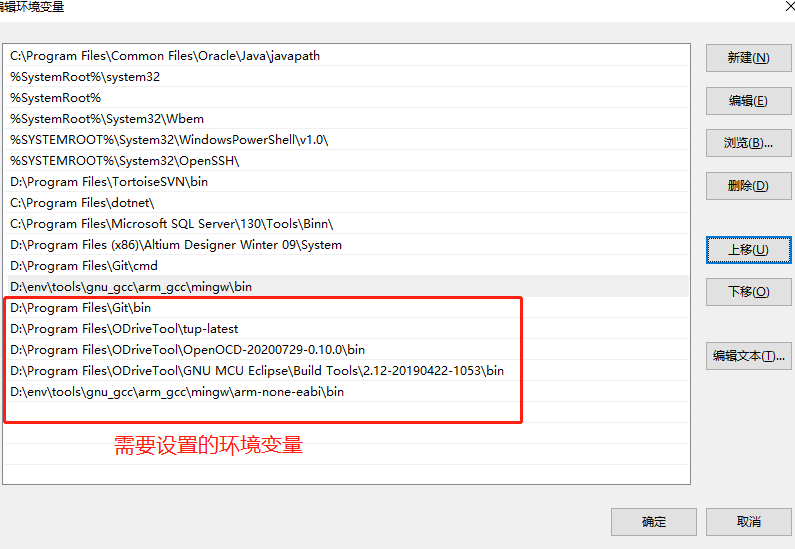 编辑环境变量
C:\Program Files\Common Files\Oracle\Java\javapath
%SystemRoot%\system32
%SystemRoot%
%SystemRoot%\System32\Wbem
%SYSTEMROOT%\System32\WindowsPowerShell\v1.0\
%SYSTEMROOT%\System32\OpenSSH\
D:\Program Files\TortoiseSVN\bin
C:\Program Files\dotnet\
C:\Program Files\Microsoft SQL Server\130\Tools\Binn\
D:\Program Files (x86)\Altium Designer Winter 09\System
D:\Program Files\Git\cmd
D:\env\tools\gnu_gcc\arm_gcc\mingw\bin
D:\Program Files\Git\bin
D:\Program Files\ODriveTool\tup-latest
D:\Program Files\ODriveTool\OpenOCD-20200729-0.10.0\bin
D:\Program Files\ODriveTool\GNU MCU Eclipse\Build Tools\2.12-20190422-1053\bin
D:\env\tools\gnu_gcc\arm_gcc\mingw\arm-none-eabi\bin
需要设置的环境变量
新建(N)
编辑(E)
浏览(B)...
删除(D)
上移(U)
下移(O)
编辑文本(T)...
确定
取消